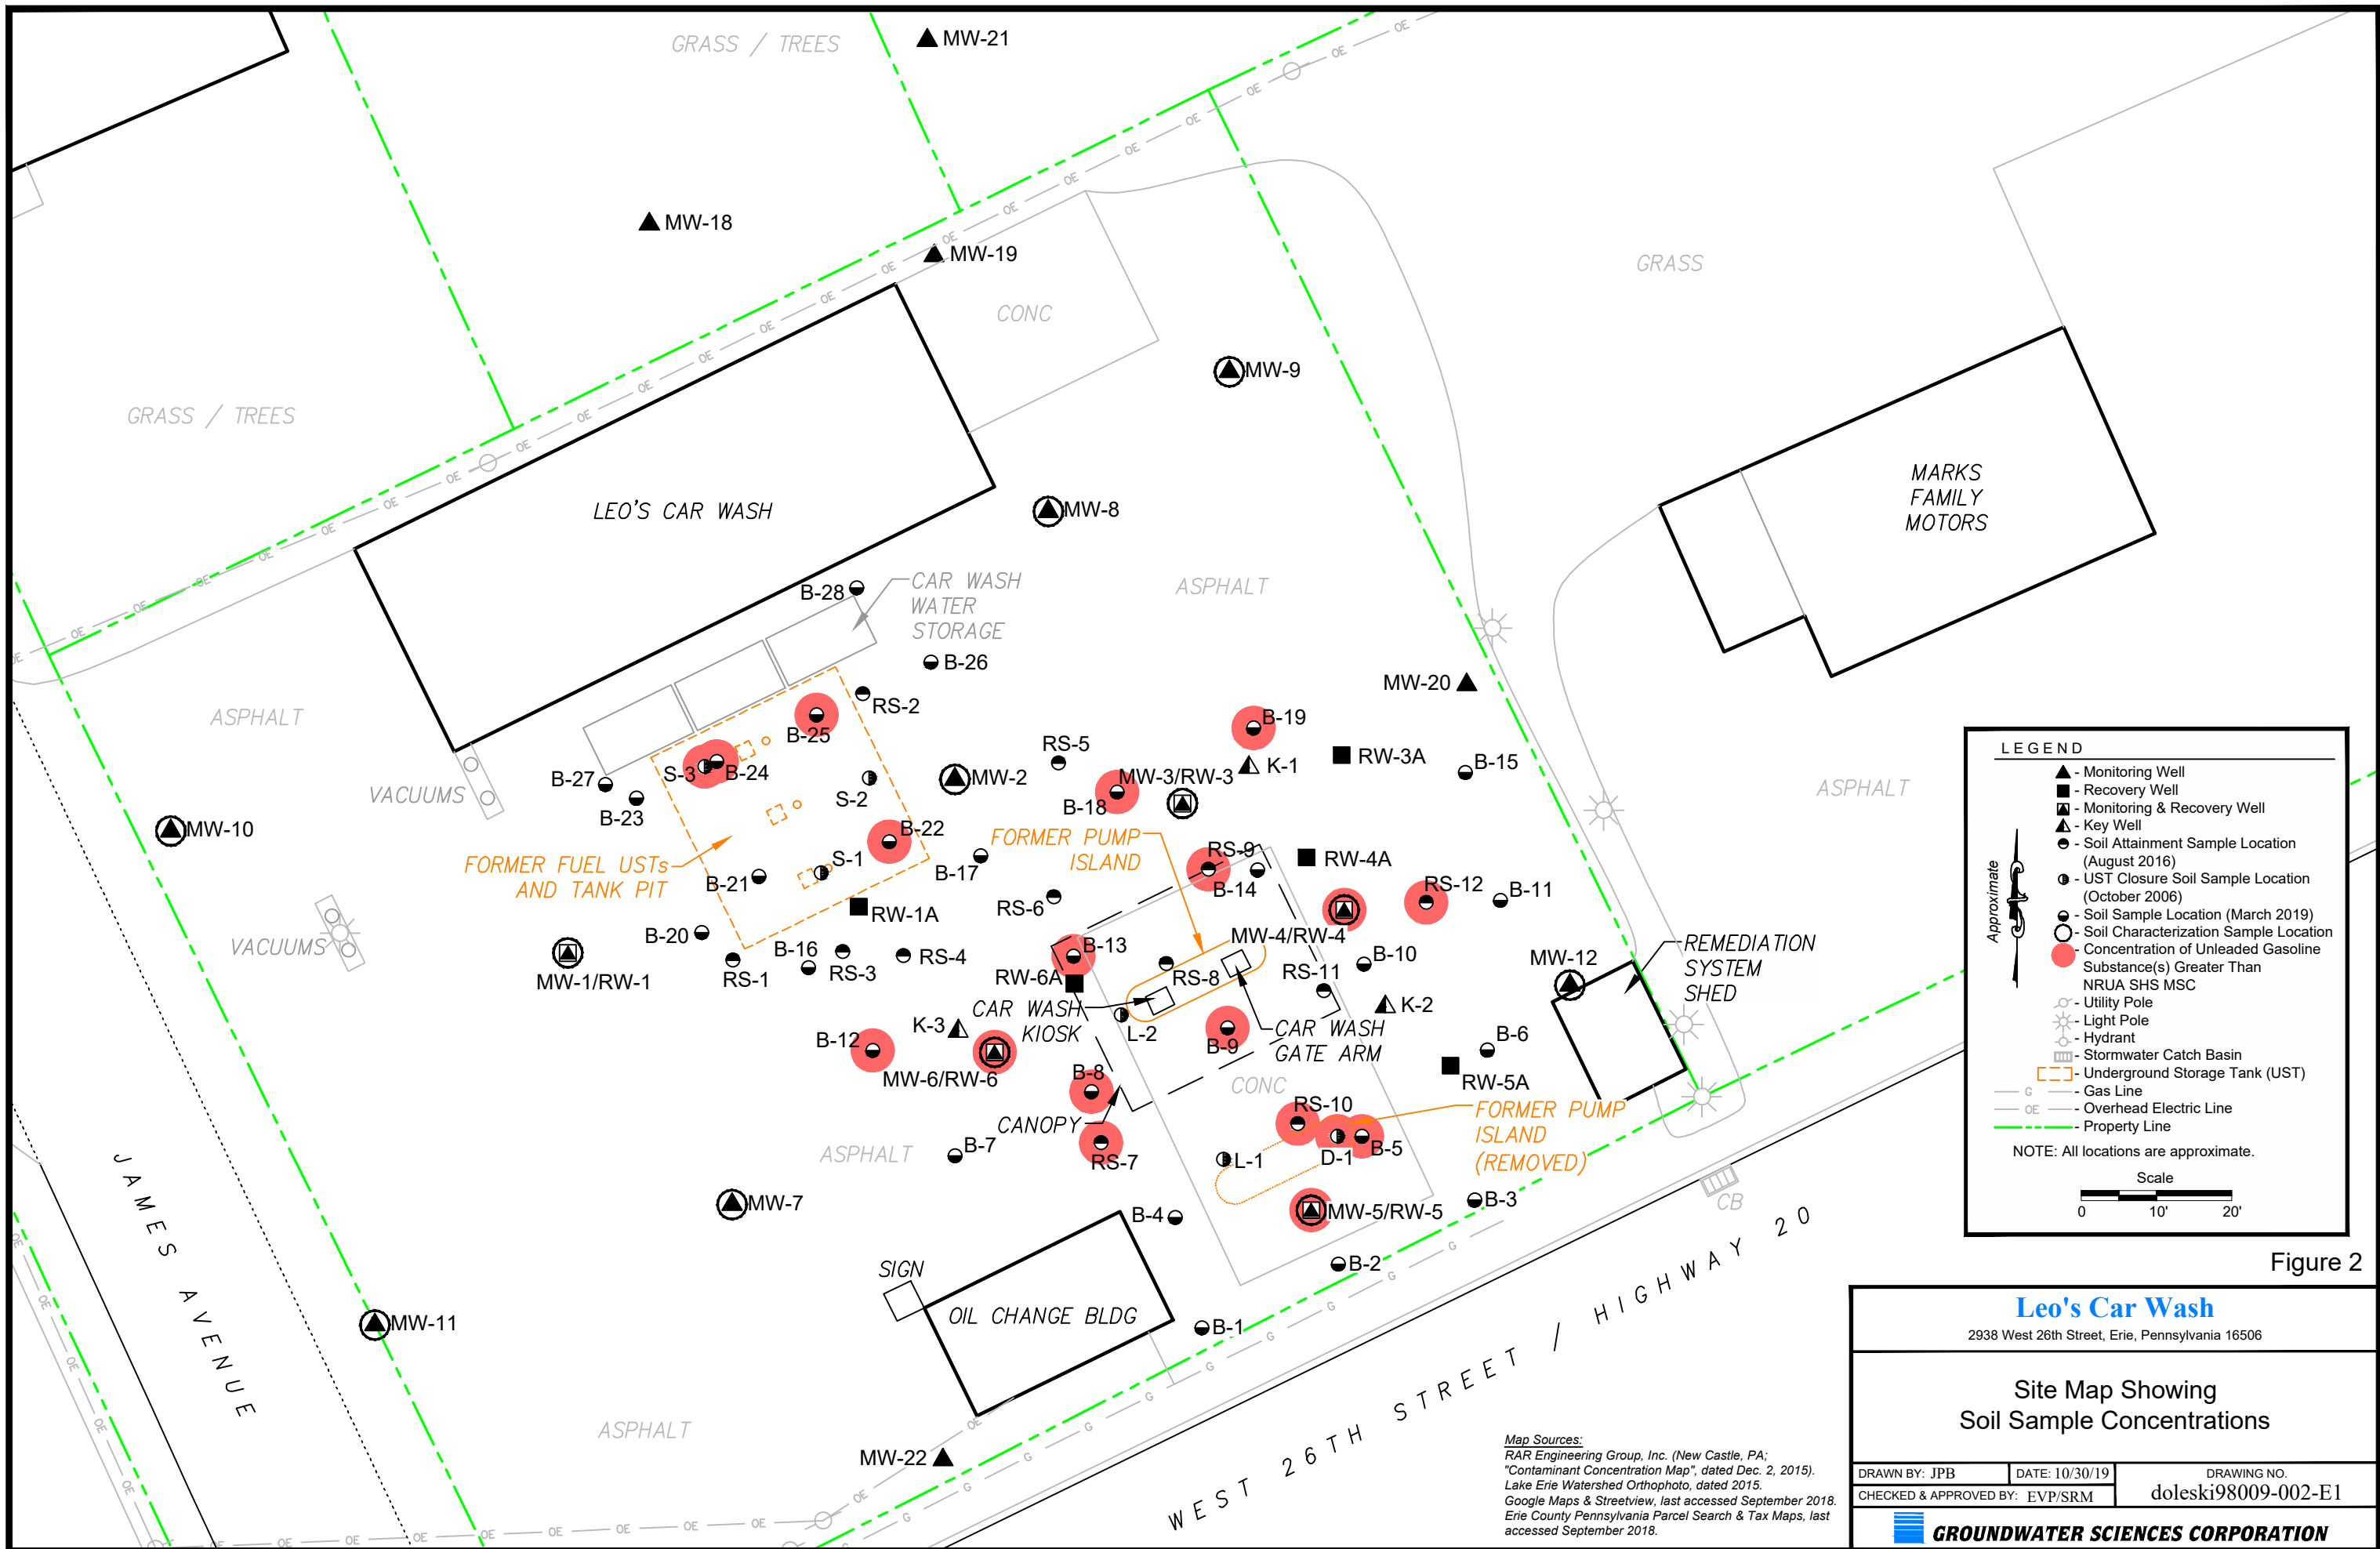 GRASS / TREES
MW-21
MW-18
MW-19
CONC
GRASS
MW-9
GRASS / TREES
LEO'S CAR WASH
MW-8
MARKS
FAMILY
MOTORS
ASPHALT
B-28
CAR WASH
WATER
STORAGE
B-26
MW-20
RS-2
ASPHALT
B-25
B-19
RS-5
S-3
B-24
MW-2
MW-3/RW-3
K-1
RW-3A
B-15
B-27
VACUUMS
B-23
S-2
B-18
ASPHALT
MW-10
B-22
FORMER PUMP
ISLAND
FORMER FUEL USTs
AND TANK PIT
S-1
B-21
B-17
RS-9
B-14
RW-4A
RS-12
B-11
RS-6
RW-1A
VACUUMS
B-20
MW-1/RW-1
RS-1
B-16
RS-3
RS-4
B-13
RW-6A
RS-8
MW-4/RW-4
B-10
RS-11
MW-12
REMEDIATION
SYSTEM
SHED
CAR WASH
KIOSK
K-3
L-2
CAR WASH
GATE ARM
K-2
B-12
MW-6/RW-6
B-9
B-6
RW-5A
B-8
CONC
CANOPY
RS-10
FORMER PUMP
ISLAND
(REMOVED)
ASPHALT
B-7
RS-7
L-1
D-1
B-5
MW-7
B-4
MW-5/RW-5
B-3
CB
SIGN
B-2
OIL CHANGE BLDG
B-1
MW-11
JAMES AVENUE
ASPHALT
MW-22
WEST 26TH STREET / HIGHWAY 20
OE
G
LEGEND
- Monitoring Well
- Recovery Well
- Monitoring & Recovery Well
- Key Well
- Soil Attainment Sample Location
(August 2016)
- UST Closure Soil Sample Location
(October 2006)
- Soil Sample Location (March 2019)
- Soil Characterization Sample Location
- Concentration of Unleaded Gasoline
Substance(s) Greater Than
NRUA SHS MSC
- Utility Pole
- Light Pole
- Hydrant
- Stormwater Catch Basin
- Underground Storage Tank (UST)
G - Gas Line
OE - Overhead Electric Line
- Property Line
NOTE: All locations are approximate.
Scale
0 10' 20'
Approximate
Figure 2
Leo's Car Wash
2938 West 26th Street, Erie, Pennsylvania 16506
Site Map Showing
Soil Sample Concentrations
DRAWN BY: JPB
DATE: 10/30/19
DRAWING NO.
CHECKED & APPROVED BY: EVP/SRM
doleski98009-002-E1
GROUNDWATER SCIENCES CORPORATION
Map Sources:
RAR Engineering Group, Inc. (New Castle, PA;
"Contaminant Concentration Map", dated Dec. 2, 2015).
Lake Erie Watershed Orthophoto, dated 2015.
Google Maps & Streetview, last accessed September 2018.
Erie County Pennsylvania Parcel Search & Tax Maps, last
accessed September 2018.